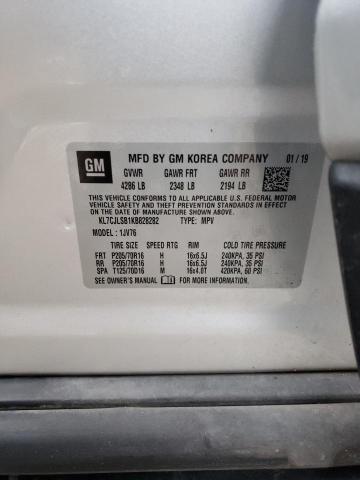 GM
MFD BY GM KOREA COMPANY 01/19
GVWR GAWR FRT GAWR RR
4286 LB 2348 LB 2194 LB
THIS VEHICLE CONFORMS TO ALL APPLICABLE U.S. FEDERAL MOTOR
VEHICLE SAFETY, BUMPER, AND THEFT PREVENTION STANDARDS
IN EFFECT ON THE DATE OF MANUFACTURE SHOWN ABOVE.
KL7CJLSB1KB828282 TYPE: MPV
MODEL: 1JV76
TIRE SIZE SPEED RTG RIM COLD TIRE PRESSURE
FRT P205/70R16 H 16x6.5J 240KPA, 35 PSI
RR P205/70R16 H 16x6.5J 240KPA, 35 PSI
SPA T125/70D16 M 16x4.0T 420KPA, 60 PSI
SEE OWNER'S MANUAL FOR MORE INFORMATION.